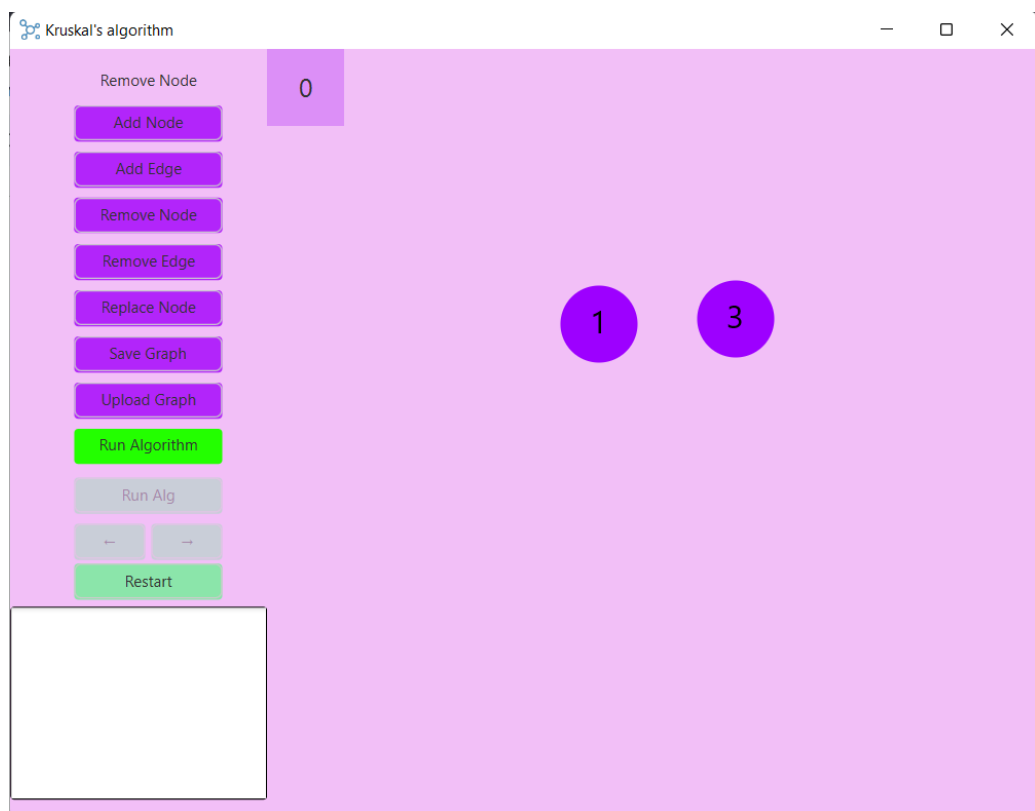 Kruskal's algorithm
Remove Node
0
Add Node
Add Edge
Remove Node
Remove Edge
Replace Node
1 3
Save Graph
Upload Graph
Run Algorithm
Run Alg
← →
Restart